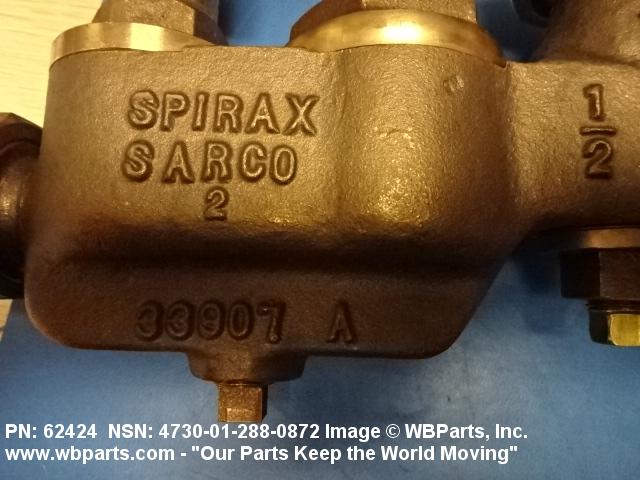 SPIRAX
SARCO
2
1
2
33907 A
PN: 62424 NSN: 4730-01-288-0872 Image © WBParts, Inc.
www.wbparts.com - "Our Parts Keep the World Moving"